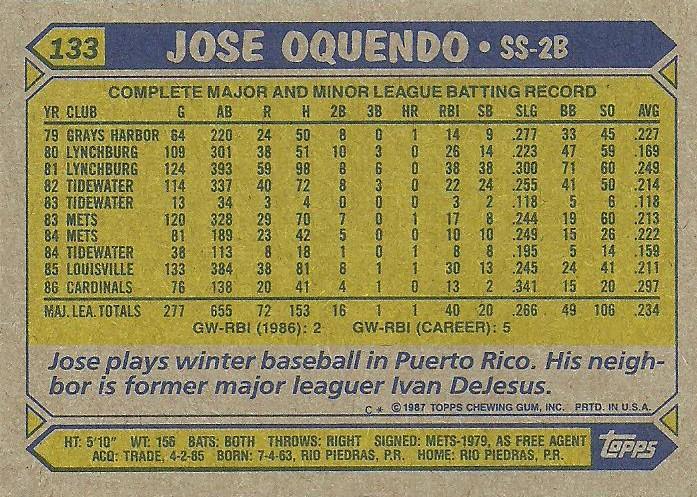 133 JOSE OQUENDO • SS-2B
COMPLETE MAJOR AND MINOR LEAGUE BATTING RECORD
YR CLUB G AB R H 2B 3B HR RBI SB SLG BB SO AVG
79 GRAYS HARBOR 64 220 24 50 8 0 1 14 9 .277 33 45 .227
80 LYNCHBURG 109 301 38 51 10 3 0 26 14 .223 47 59 .169
81 LYNCHBURG 124 393 59 98 8 6 0 38 38 .300 71 60 .249
82 TIDEWATER 114 337 40 72 8 3 0 22 24 .255 41 50 .214
83 TIDEWATER 13 34 3 4 0 0 0 3 2 .118 5 6 .118
83 METS 120 328 29 70 7 0 1 17 8 .244 19 60 .213
84 METS 81 189 23 42 5 0 0 10 10 .249 15 26 .222
84 TIDEWATER 38 113 8 18 1 0 1 8 8 .195 5 14 .159
85 LOUISVILLE 133 384 38 81 8 1 1 30 13 .245 24 41 .211
86 CARDINALS 76 138 20 41 4 1 0 13 2 .341 15 20 .297
MAJ. LEA. TOTALS 277 655 72 153 16 1 1 40 20 .266 49 106 .234
GW-RBI (1986): 2 GW-RBI (CAREER): 5
Jose plays winter baseball in Puerto Rico. His neigh-
bor is former major leaguer Ivan DeJesus.
C * © 1987 TOPPS CHEWING GUM, INC. PRTD. IN U.S.A.
HT: 5'10" WT: 156 BATS: BOTH THROWS: RIGHT SIGNED: METS-1979, AS FREE AGENT
ACQ: TRADE, 4-2-85 BORN: 7-4-63, RIO PIEDRAS, P.R. HOME: RIO PIEDRAS, P.R.
TOPPS